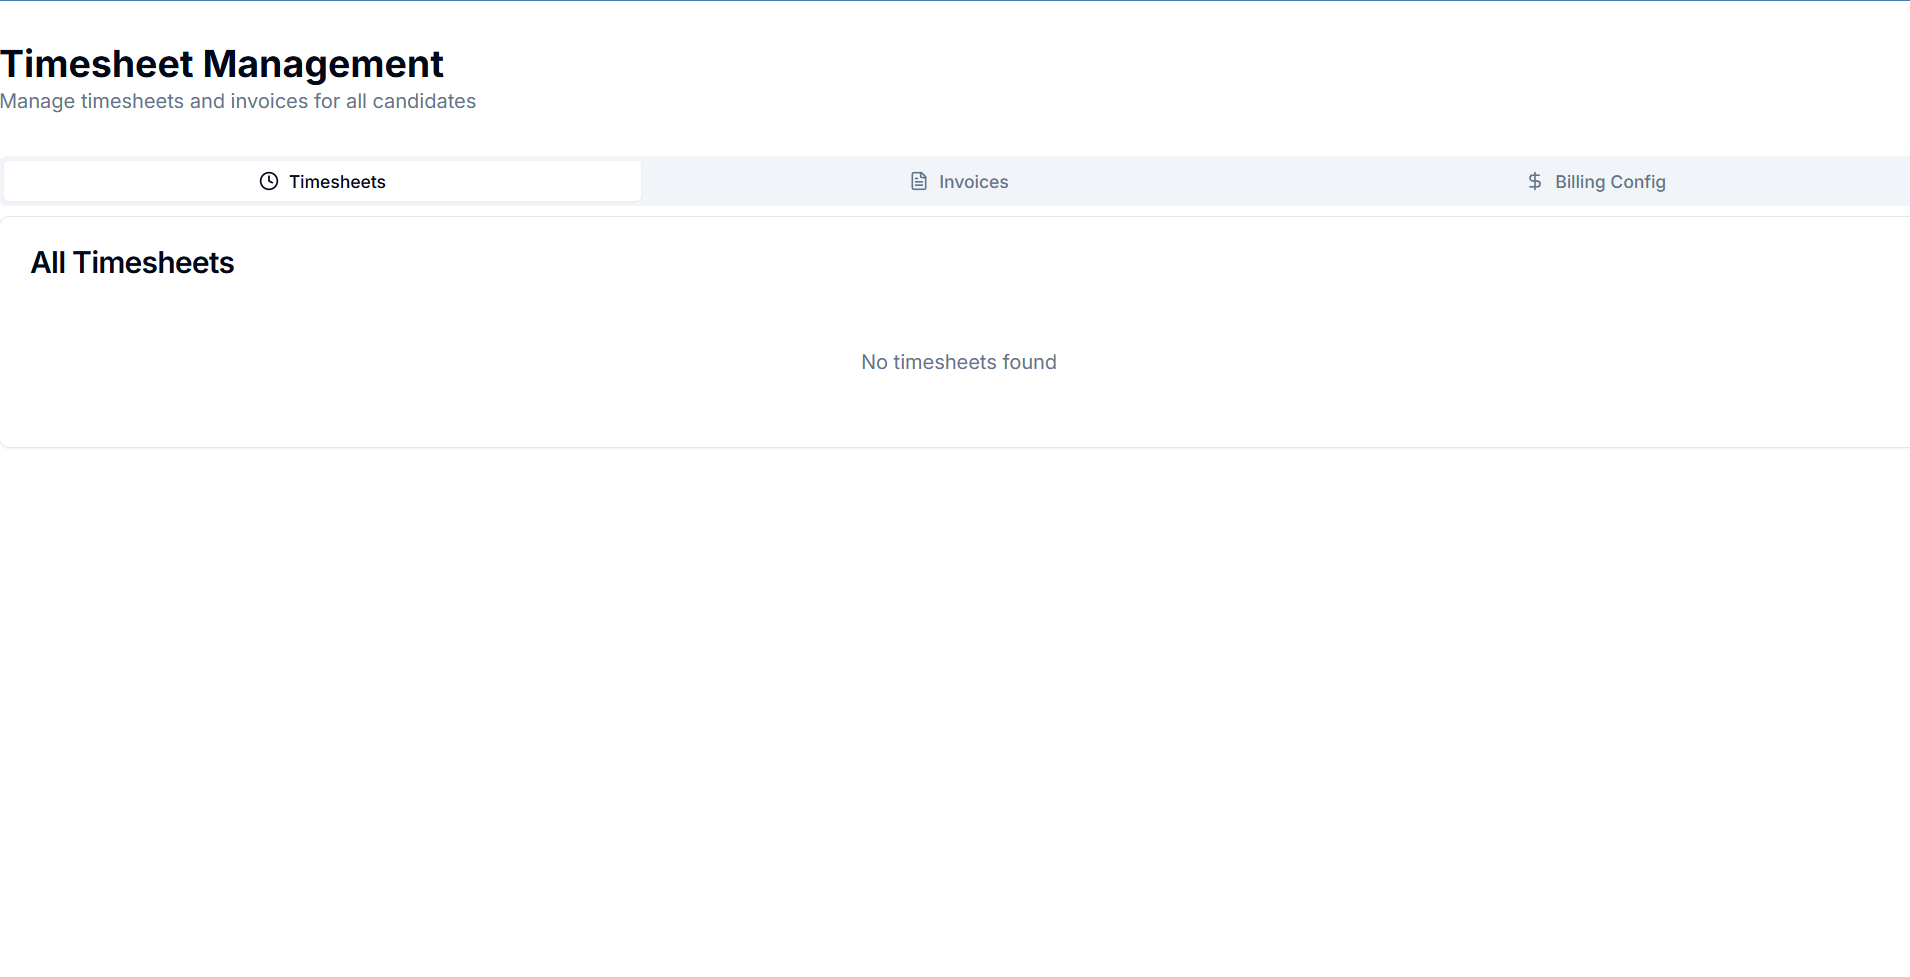 Timesheet Management
Manage timesheets and invoices for all candidates
Timesheets
Invoices
Billing Config
All Timesheets
No timesheets found